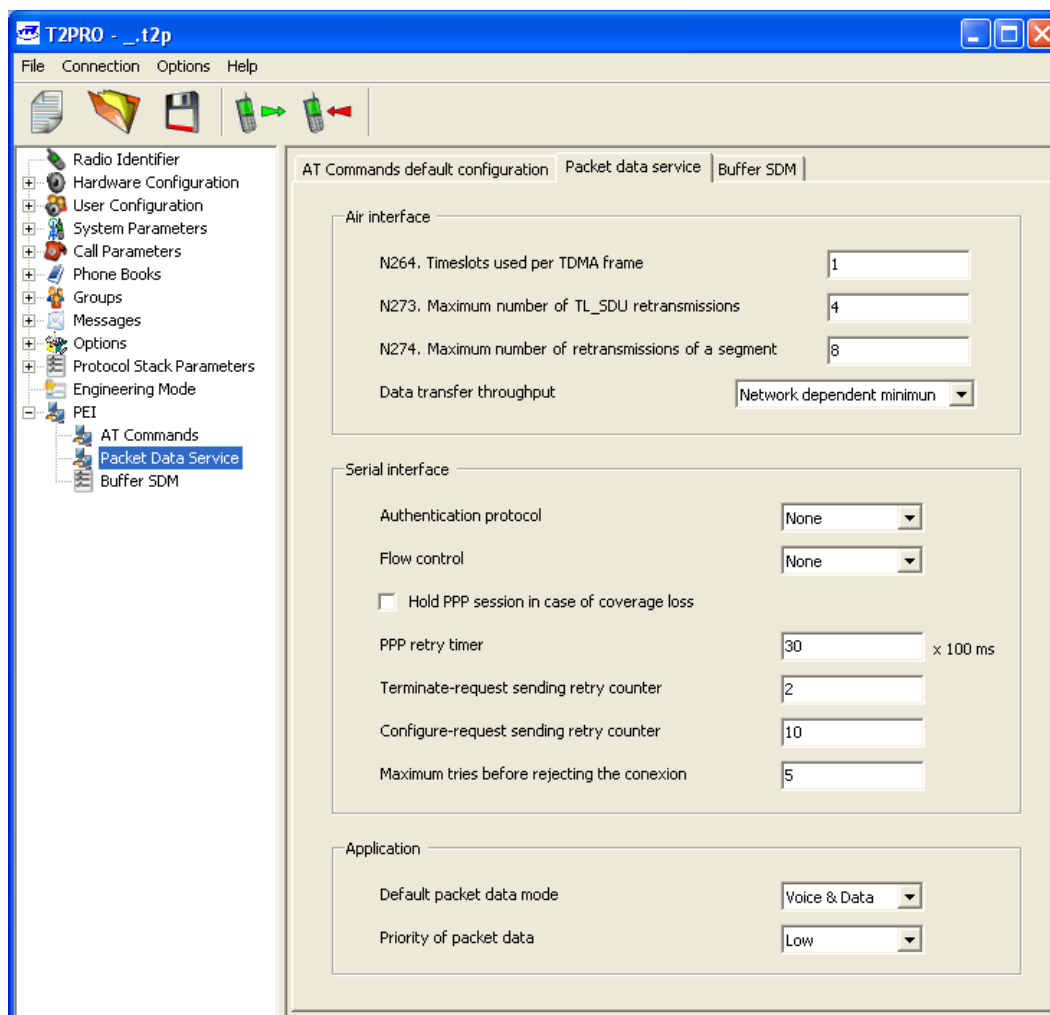 T2PRO - _.t2p
File Connection Options Help
Radio Identifier
Hardware Configuration
User Configuration
System Parameters
Call Parameters
Phone Books
Groups
Messages
Options
Protocol Stack Parameters
Engineering Mode
PEI
AT Commands
Packet Data Service
Buffer SDM
AT Commands default configuration Packet data service Buffer SDM
Air interface
N264. Timeslots used per TDMA frame 1
N273. Maximum number of TL_SDU retransmissions 4
N274. Maximum number of retransmissions of a segment 8
Data transfer throughput Network dependent minimun
Serial interface
Authentication protocol None
Flow control None
Hold PPP session in case of coverage loss
PPP retry timer 30 x 100 ms
Terminate-request sending retry counter 2
Configure-request sending retry counter 10
Maximum tries before rejecting the conexion 5
Application
Default packet data mode Voice & Data
Priority of packet data Low